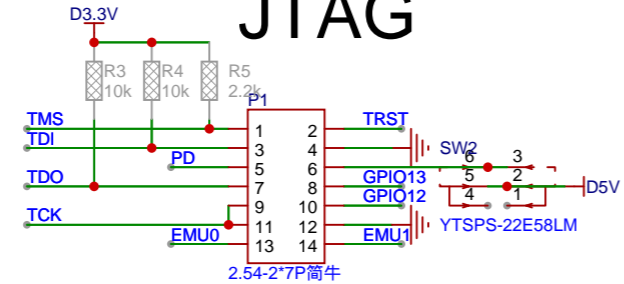 JTAG
D3.3V
R3
10k
R4
10k
R5
2.2k
P1
TMS
TDI
PD
TDO
TCK
EMU0
1
3
5
7
9
11
13
2
4
6
8
10
12
14
TRST
GPIO13
GPIO12
EMU1
SW2
6
5
4
3
2
1
D5V
YTSPS-22E58LM
2.54-2*7P简牛